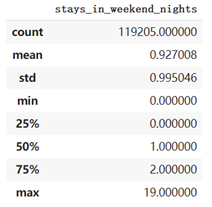 stays_in_weekend_nights
count 119205.000000
mean 0.927008
std 0.995046
min 0.000000
25% 0.000000
50% 1.000000
75% 2.000000
max 19.000000